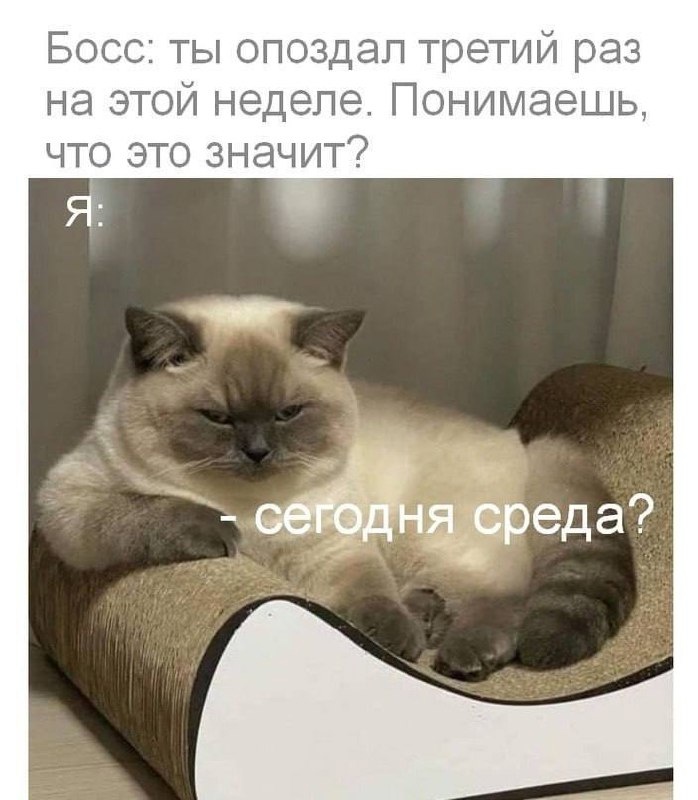 Босс: ты опоздал третий раз
на этой неделе. Понимаешь,
что это значит?
Я:
- сегодня среда?